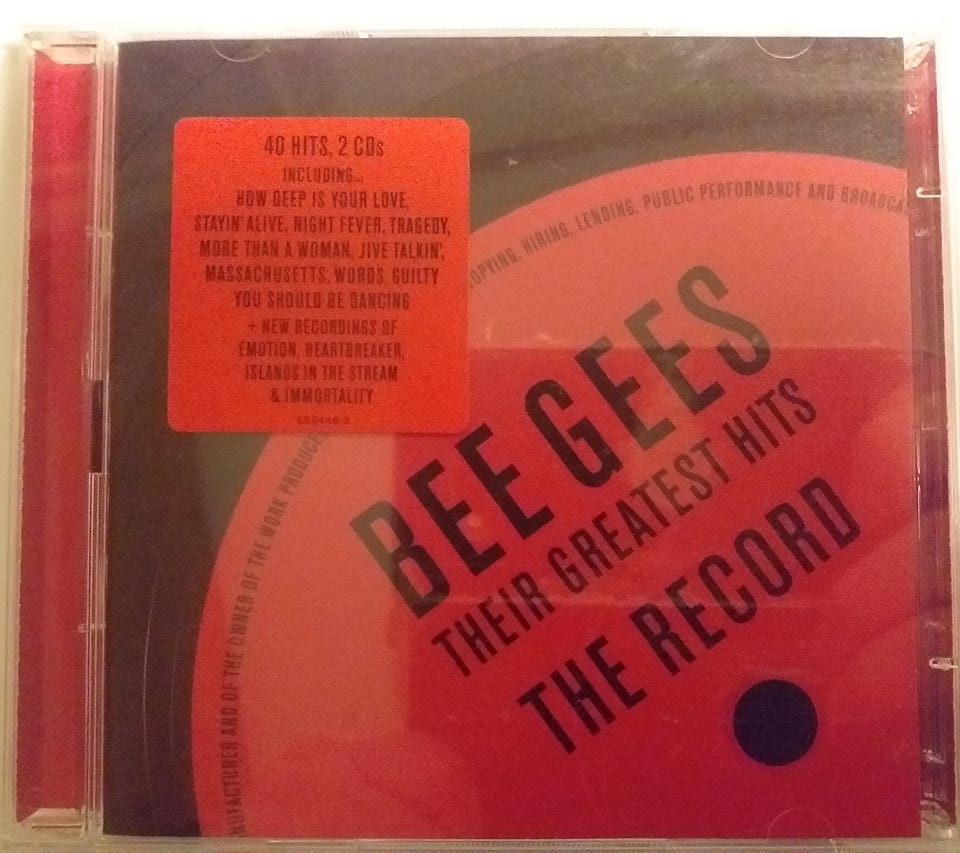 40 HITS, 2 CDs
INCLUDING...
HOW DEEP IS YOUR LOVE,
STAYIN' ALIVE, NIGHT FEVER, TRAGEDY,
MORE THAN A WOMAN, JIVE TALKIN',
MASSACHUSETTS, WORDS, GUILTY
YOU SHOULD BE DANCING
+ NEW RECORDINGS OF
EMOTION, HEARTBREAKER,
ISLANDS IN THE STREAM
& IMMORTALITY
NUFACTURER AND OF THE OWNER OF THE WORK PRODUCE
OPYING, HIRING, LENDING, PUBLIC PERFORMANCE AND BROADCA
BEE GEES
THEIR GREATEST HITS
THE RECORD